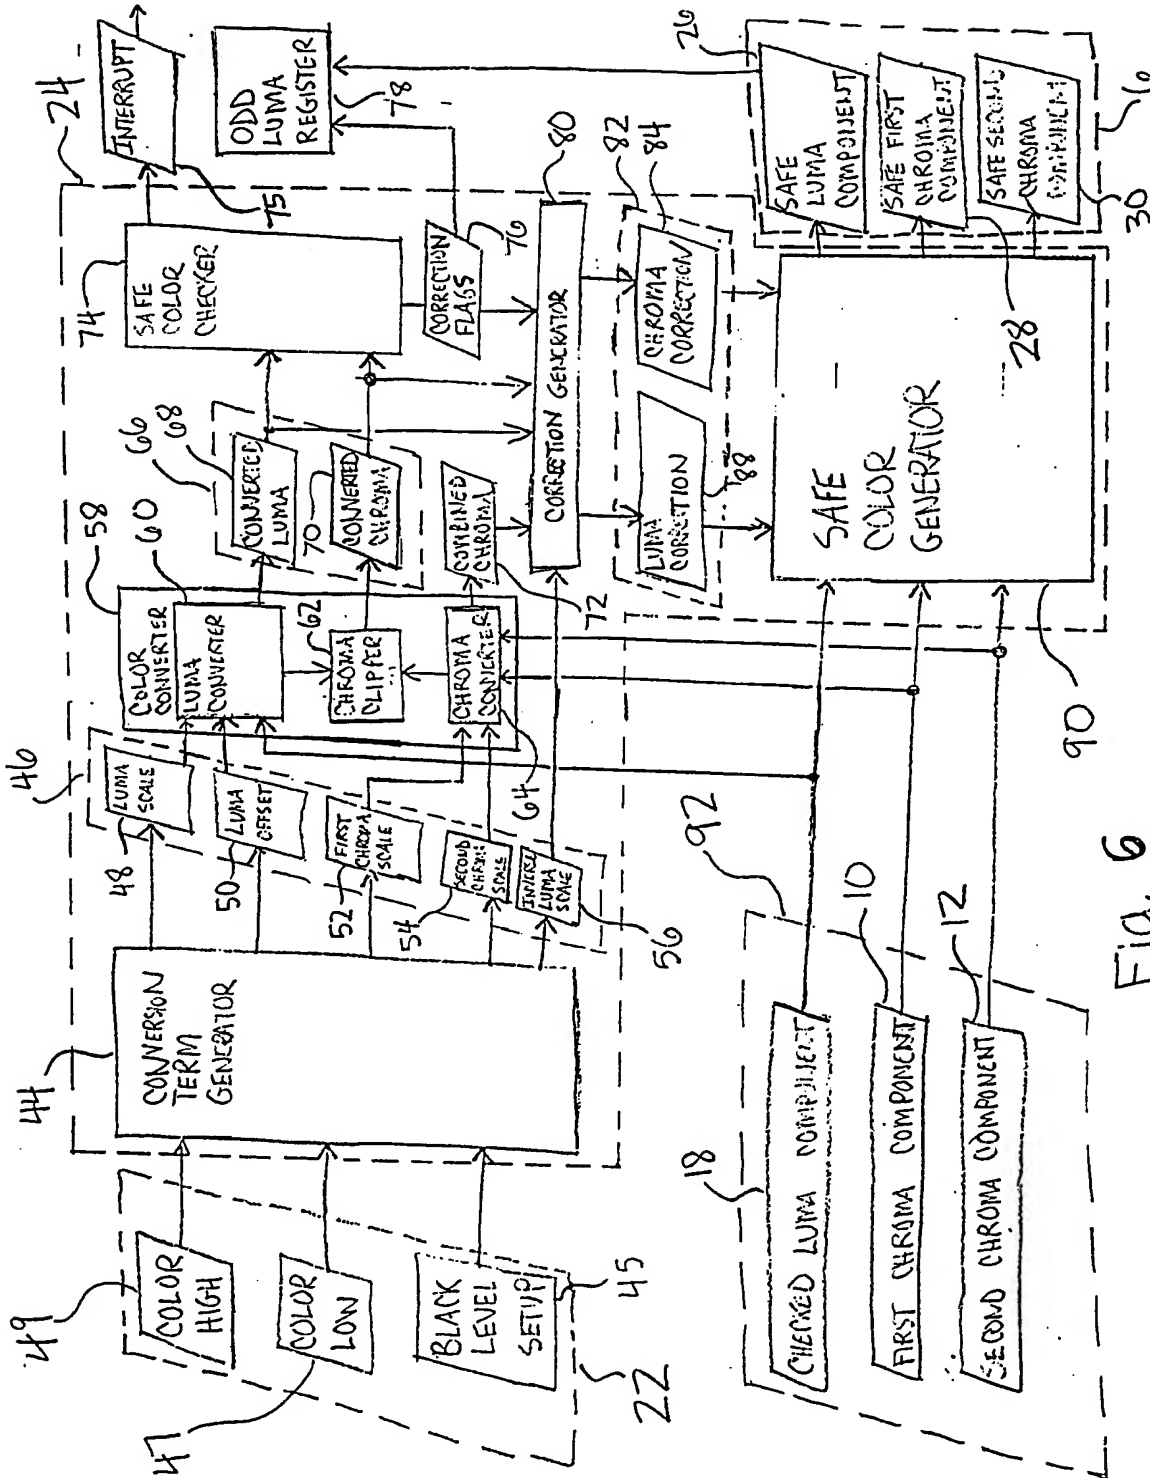 49
COLOR
HIGH
47
COLOR
LOW
BLACK
LEVEL
SETUP
45
22
44
CONVERSION
TERM
GENERATOR
46
48
LUMA
SCALE
50
LUMA
OFFSET
52
FIRST
CHROMA
SCALE
54
SECOND
CHROMA
SCALE
INVERSE
LUMA
SCALE
56
58
COLOR
CONVERTER
60
LUMA
CONVERTER
62
CHROMA
CLIPPER
CHROMA
CONVERTER
64
66
68
CONVERTED
LUMA
70
CONVERTED
CHROMA
COMBINED
CHROMA
72
24
74
SAFE
COLOR
CHECKER
75
INTERRUPT
ODD
LUMA
REGISTER
78
CORRECTION
FLAGS
76
CORRECTION GENERATOR
80
82
84
LUMA
CORRECTION
88
CHROMA
CORRECTION
92
18
CHECKED LUMA COMPONENT
10
FIRST CHROMA COMPONENT
12
SECOND CHROMA COMPONENT
SAFE
COLOR
GENERATOR
90
26
SAFE
LUMA
COMPONENT
SAFE FIRST
CHROMA
COMPONENT
28
SAFE SECOND
CHROMA
COMPONENT
30
6
Fig. 6